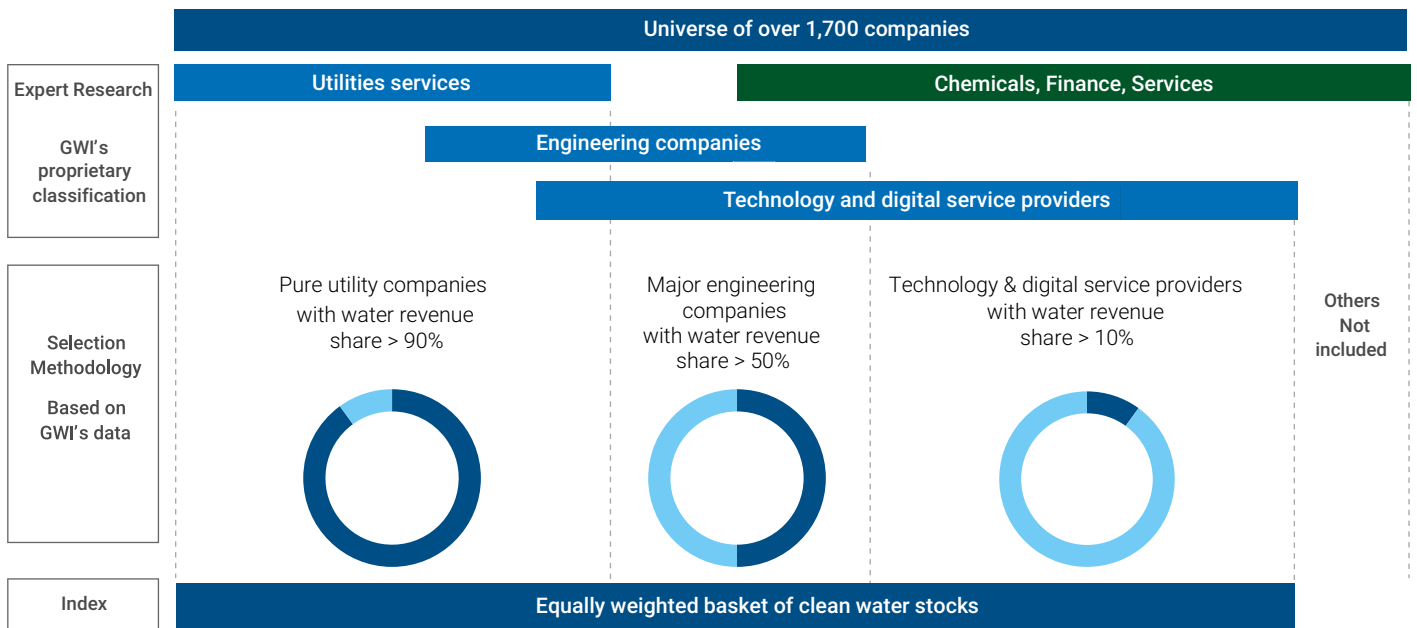 Universe of over 1,700 companies
Expert Research
GWI's
proprietary
classification
Utilities services
Chemicals, Finance, Services
Engineering companies
Technology and digital service providers
Selection
Methodology
Based on
GWI's data
Pure utility companies
with water revenue
share > 90%
Major engineering
companies
with water revenue
share > 50%
Technology & digital service providers
with water revenue
share > 10%
Others
Not
included
Index
Equally weighted basket of clean water stocks